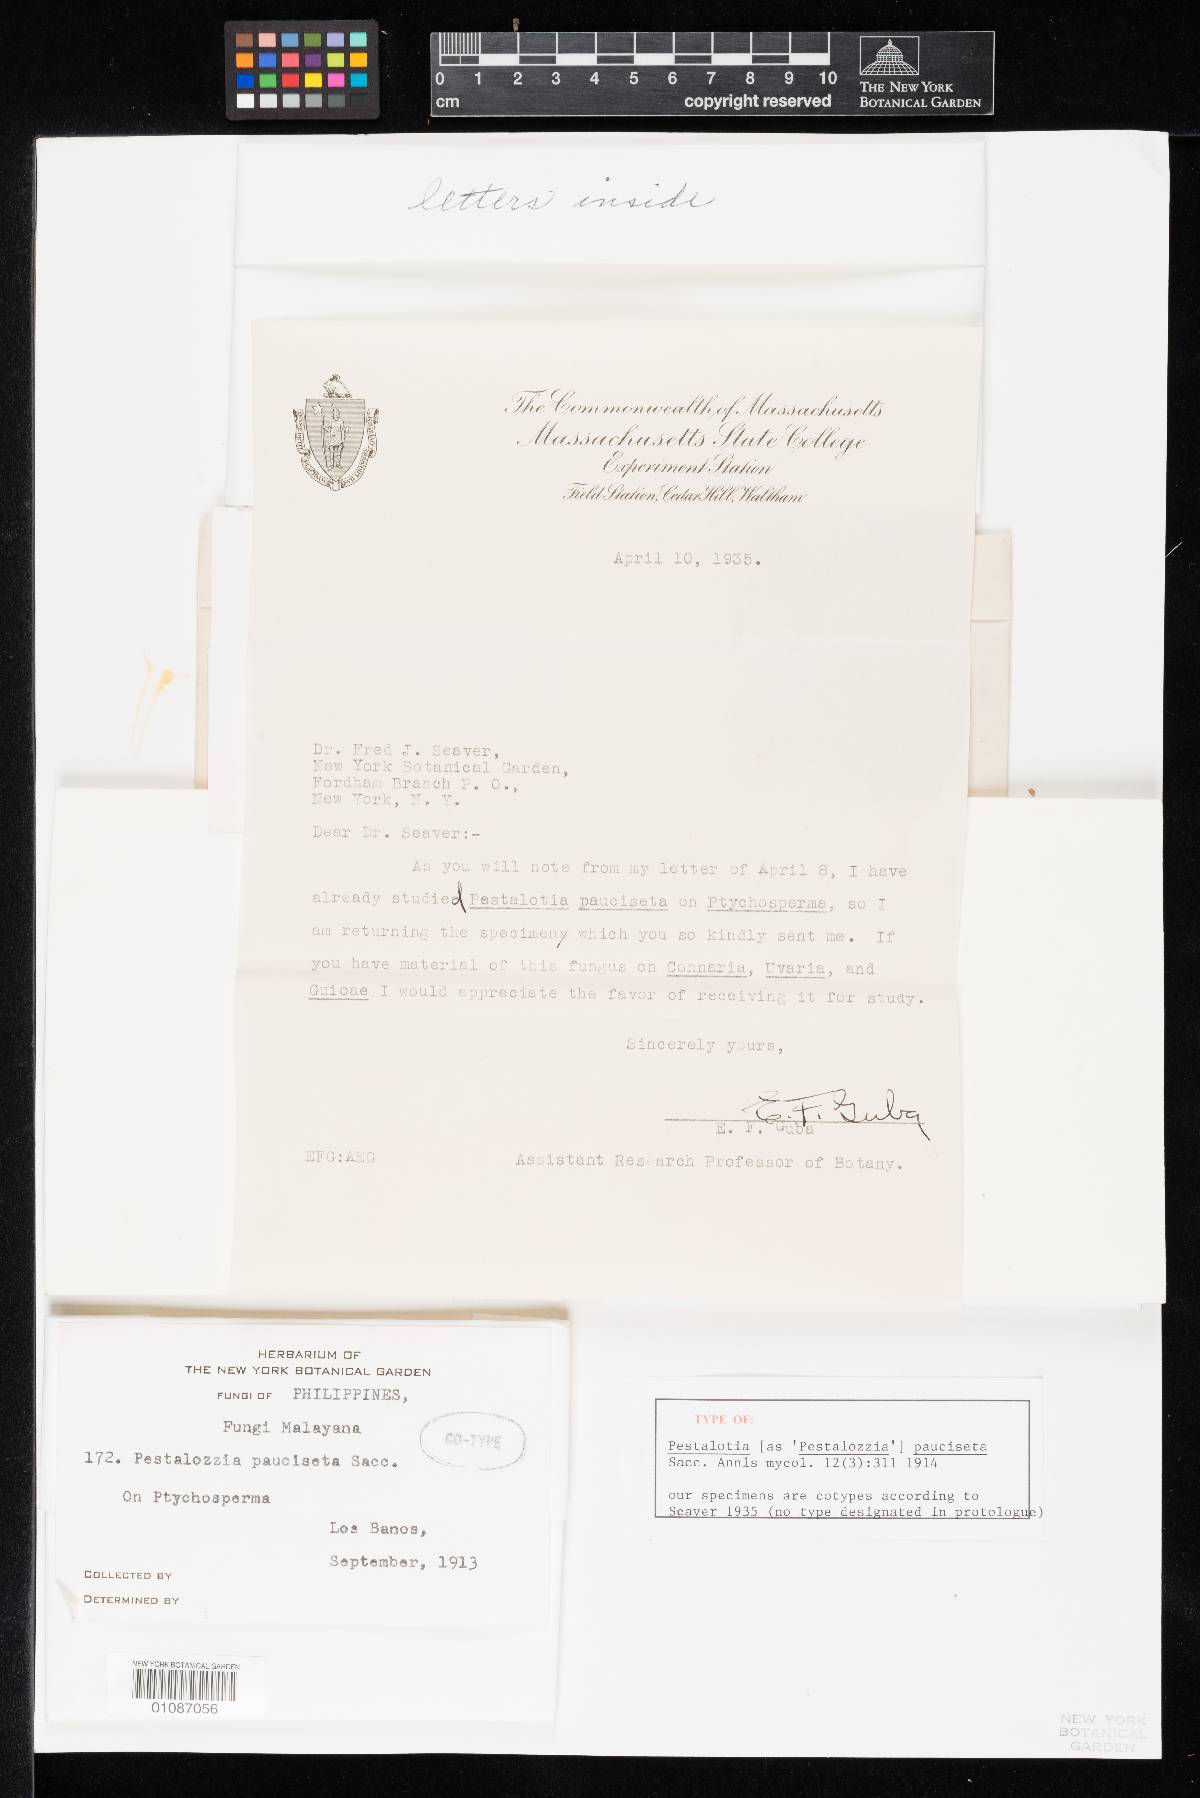 0 1 2 3 4 5 6 7 8 9 10
cm
copyright reserved
THE NEW YORK
BOTANICAL GARDEN
letters inside
The Commonwealth of Massachusetts
Massachusetts State College
Experiment Station
Field Station, Cedar Hill, Waltham
April 10, 1935.
Dr. Fred J. Seaver,
New York Botanical Garden,
Fordham Branch P. O.,
New York, N. Y.
Dear Dr. Seaver:-
As you will note from my letter of April 8, I have
already studied Pestalotia pauciseta on Ptychosperma, so I
am returning the specimen, which you so kindly sent me. If
you have material of this fungus on Connaria, Uvaria, and
Guioae I would appreciate the favor of receiving it for study.
Sincerely yours,
E. F. Guba
E. F. Guba
EFG:AEG
Assistant Research Professor of Botany.
HERBARIUM OF
THE NEW YORK BOTANICAL GARDEN
FUNGI OF PHILIPPINES,
Fungi Malayana
CO-TYPE
172. Pestalozzia pauciseta Sacc.
On Ptychosperma
Los Banos,
September, 1913
COLLECTED BY
DETERMINED BY
NEW YORK BOTANICAL GARDEN
01087056
TYPE OF:
Pestalotia [as 'Pestalozzia'] pauciseta
Sacc. Annis mycol. 12(3):311 1914
our specimens are cotypes according to
Seaver 1935 (no type designated in protologue)
NEW YORK
BOTANICAL
GARDEN